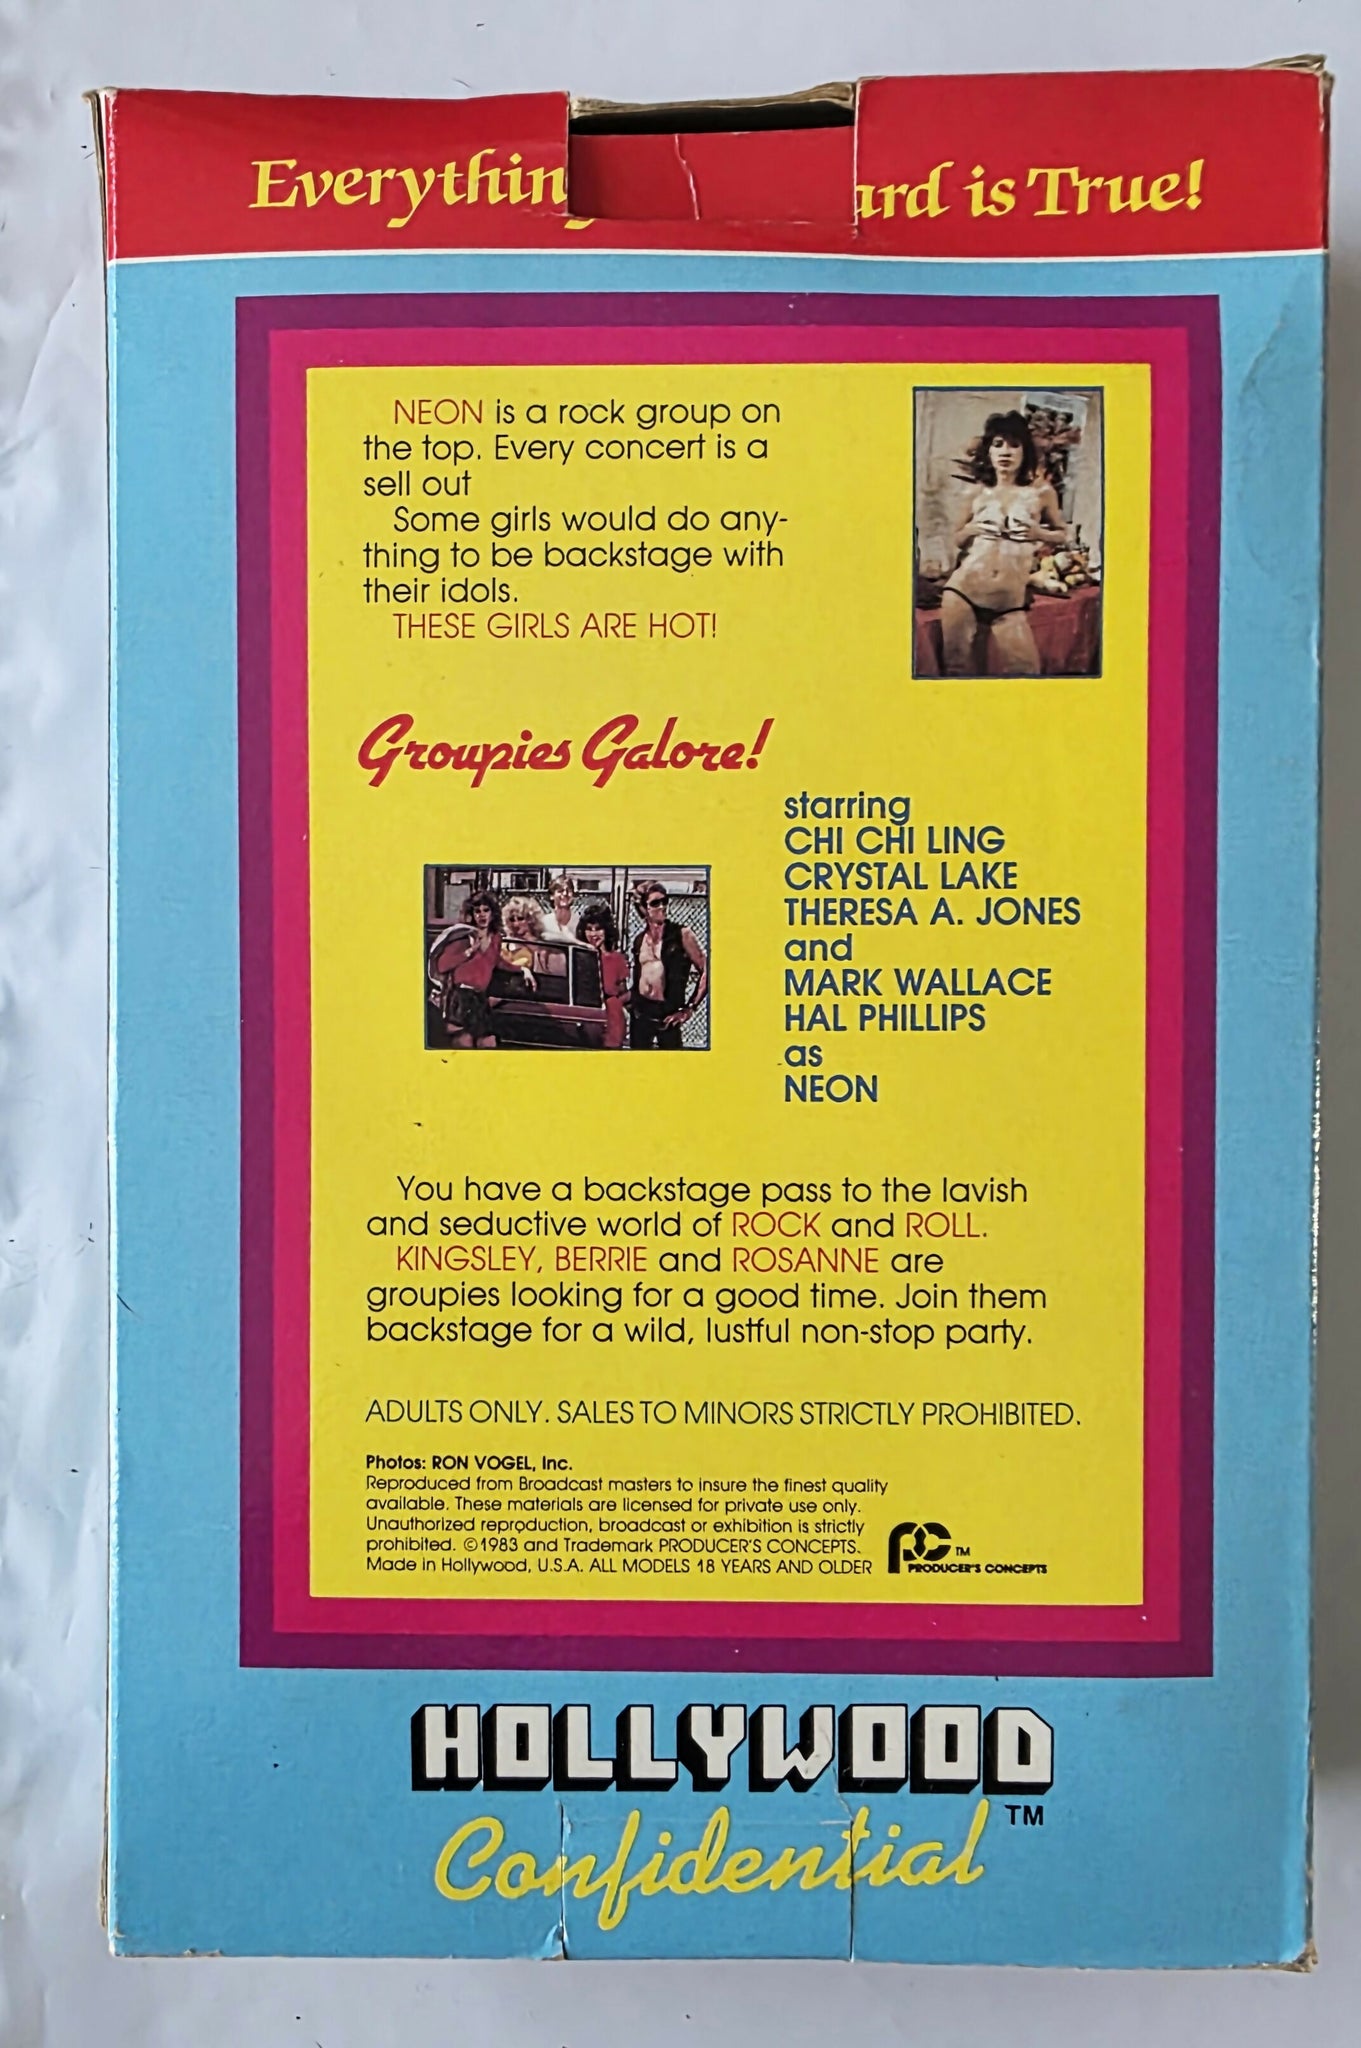 Everythin ard is True!
NEON is a rock group on
the top. Every concert is a
sell out
Some girls would do any-
thing to be backstage with
their idols.
THESE GIRLS ARE HOT!
Groupies Galore!
starring
CHI CHI LING
CRYSTAL LAKE
THERESA A. JONES
and
MARK WALLACE
HAL PHILLIPS
as
NEON
You have a backstage pass to the lavish
and seductive world of ROCK and ROLL.
KINGSLEY, BERRIE and ROSANNE are
groupies looking for a good time. Join them
backstage for a wild, lustful non-stop party.
ADULTS ONLY. SALES TO MINORS STRICTLY PROHIBITED.
Photos: RON VOGEL, Inc.
Reproduced from Broadcast masters to insure the finest quality
available. These materials are licensed for private use only.
Unauthorized reproduction, broadcast or exhibition is strictly
prohibited. ©1983 and Trademark PRODUCER'S CONCEPTS.
Made in Hollywood, U.S.A. ALL MODELS 18 YEARS AND OLDER
PC TM
PRODUCER'S CONCEPTS
HOLLYWOOD
Confidential TM